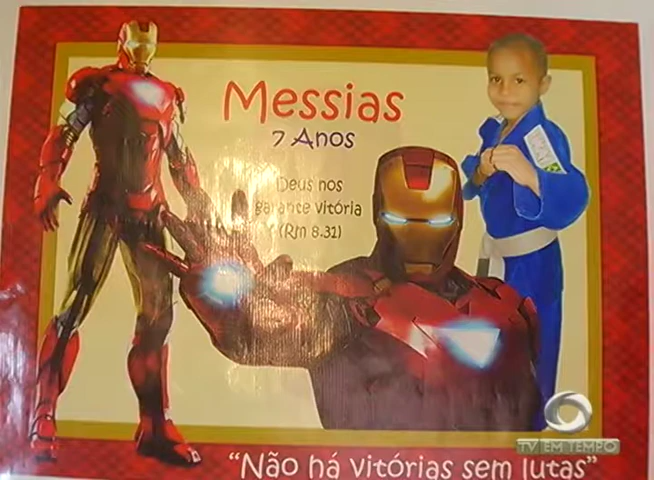 Messias
7 Anos
Deus nos
garante vitória
(Rm 8.31)
"Não há vitórias sem lutas"
TV EM TEMPO